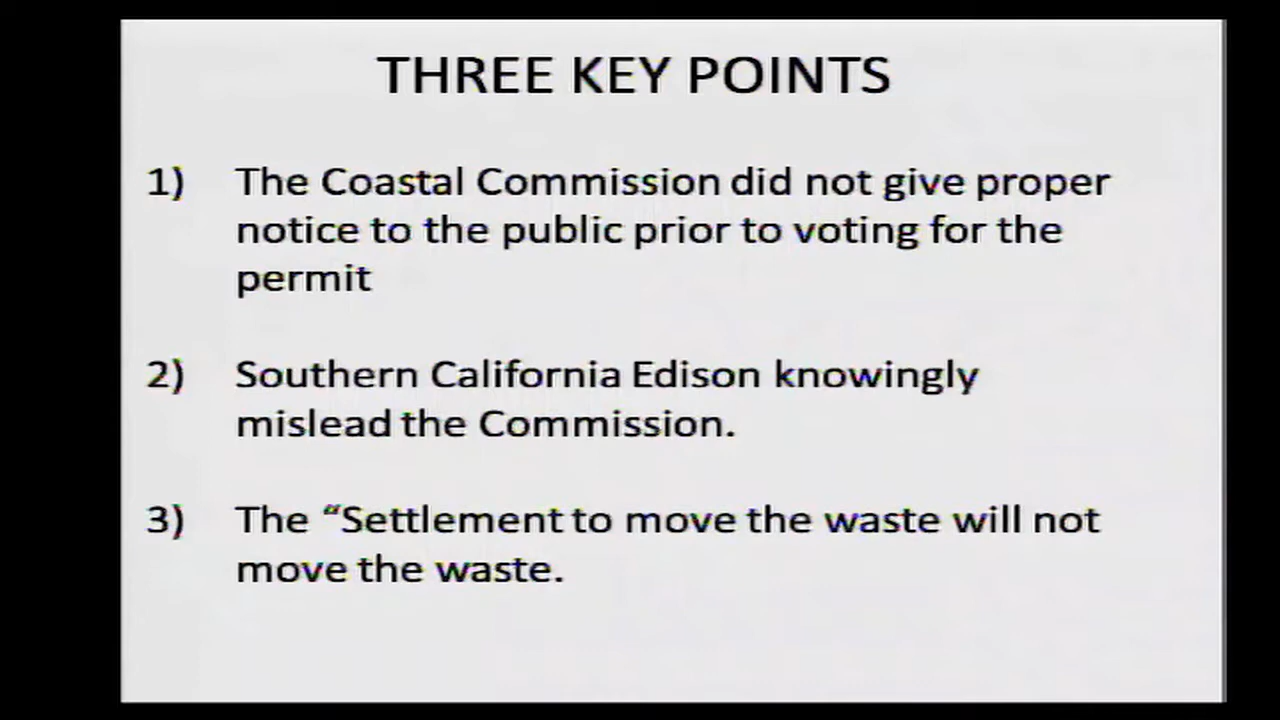 THREE KEY POINTS
1) The Coastal Commission did not give proper
notice to the public prior to voting for the
permit
2) Southern California Edison knowingly
mislead the Commission.
3) The “Settlement to move the waste will not
move the waste.